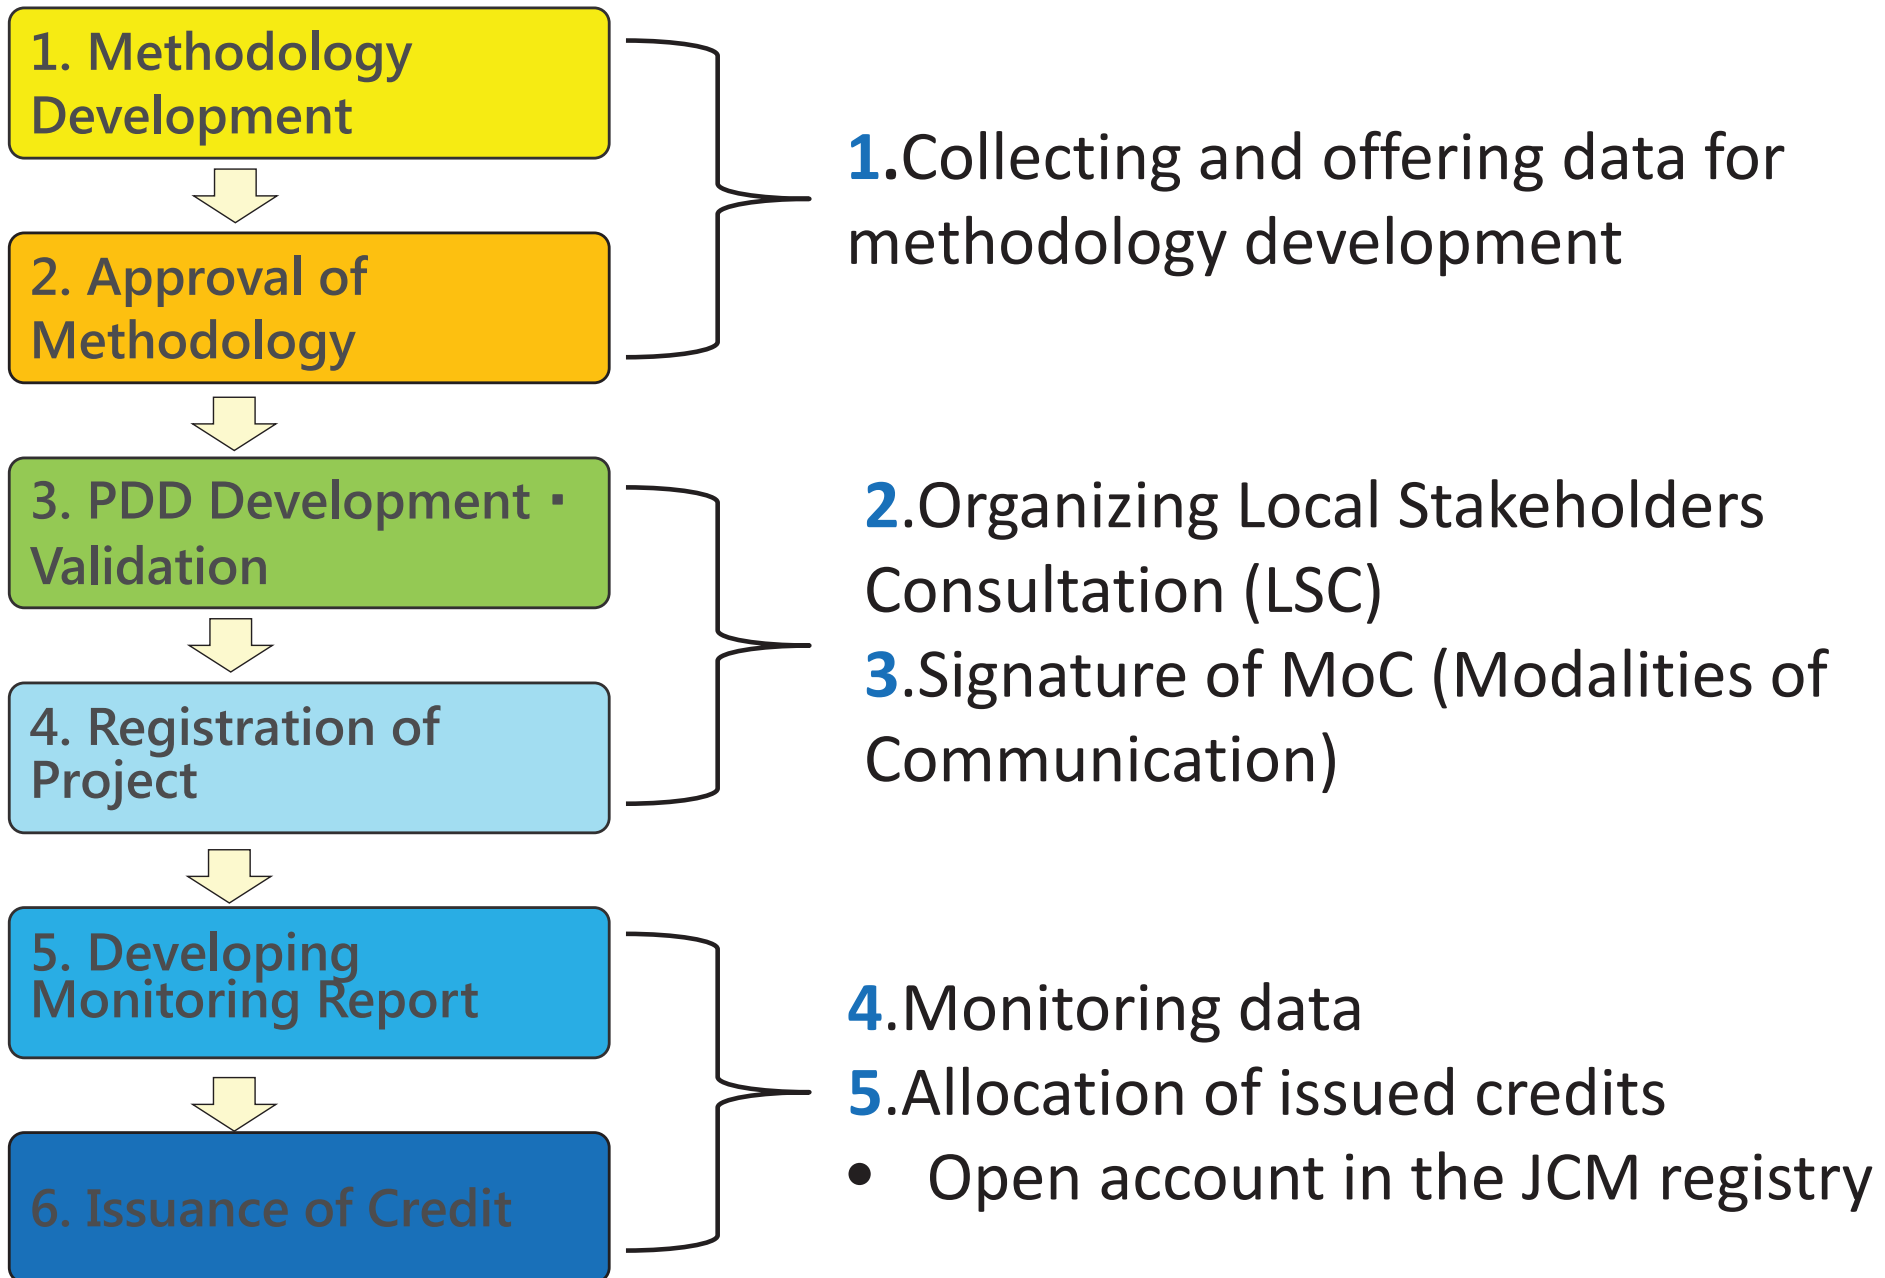 1. Methodology
Development
2. Approval of
Methodology
3. PDD Development ・
Validation
4. Registration of
Project
5. Developing
Monitoring Report
6. Issuance of Credit
1.Collecting and offering data for
methodology development
2.Organizing Local Stakeholders
Consultation (LSC)
3.Signature of MoC (Modalities of
Communication)
4.Monitoring data
5.Allocation of issued credits
• Open account in the JCM registry